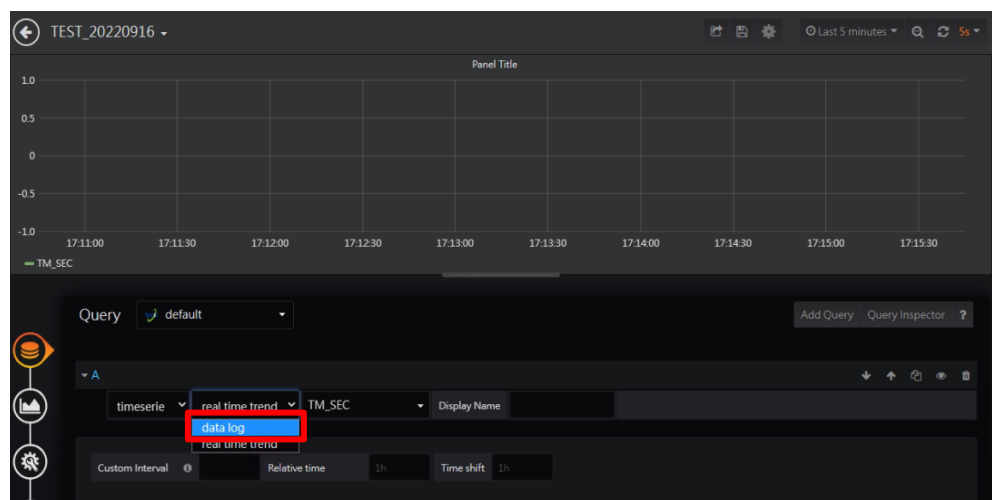 TEST_20220916
Last 5 minutes 5s
Panel Title
1.0
0.5
0
-0.5
-1.0
17:11:00 17:11:30 17:12:00 17:12:30 17:13:00 17:13:30 17:14:00 17:14:30 17:15:00 17:15:30
TM_SEC
Query default Add Query Query Inspector ?
A
timeserie real time trend TM_SEC Display Name
data log
real time trend
Custom Interval Relative time 1h Time shift 1h